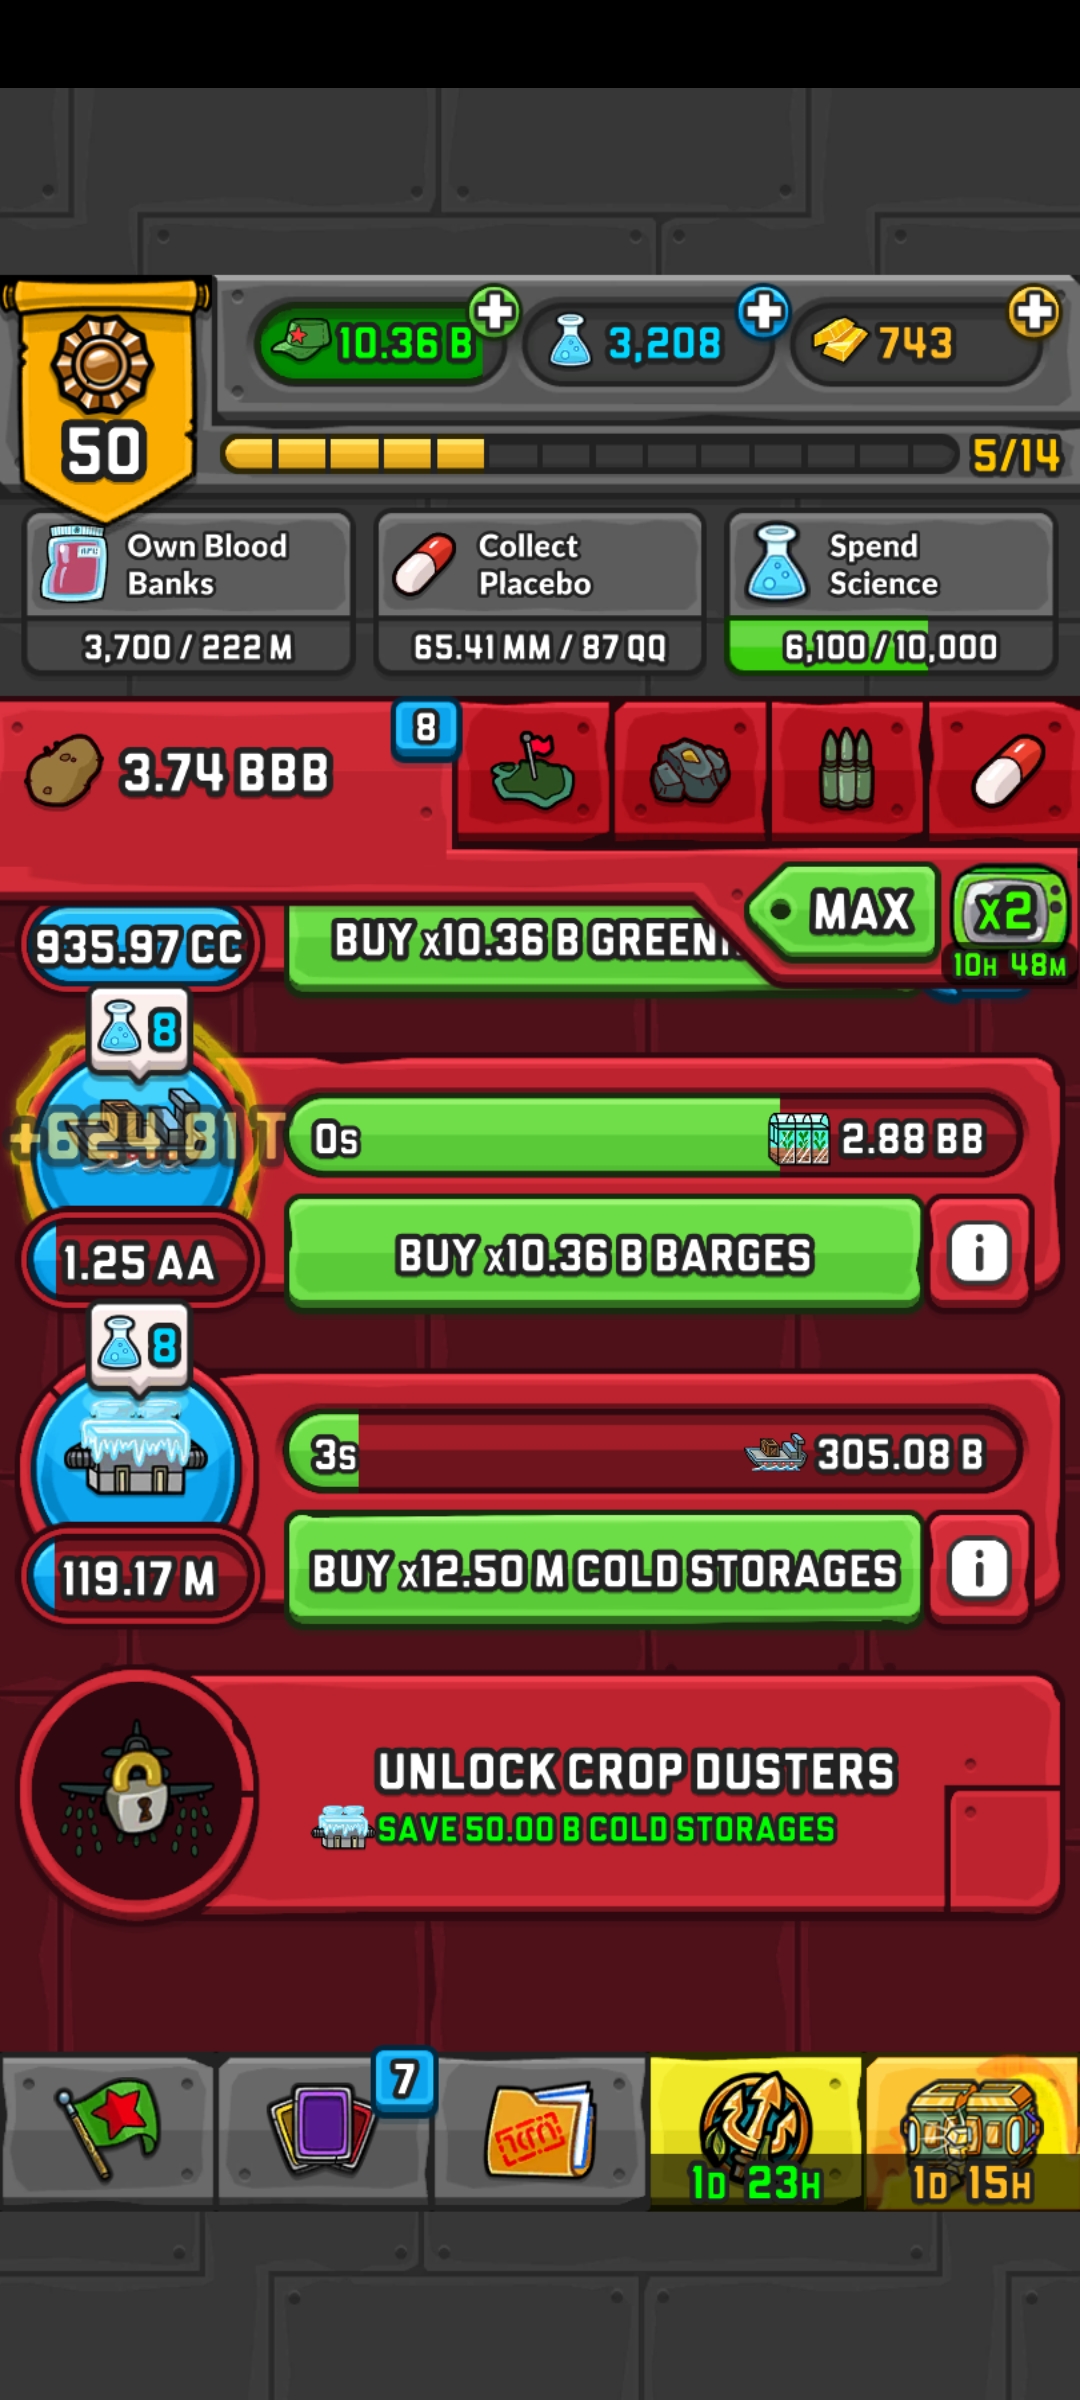 10.36 B
3,208
743
50
5/14
Own Blood
Banks
3,700 / 222 M
Collect
Placebo
65.41 MM / 87 QQ
Spend
Science
6,100 / 10,000
3.74 BBB
8
MAX
x2
10H 48M
935.97 CC
BUY x10.36 B GREEN
8
+624.81 T
0s
2.88 BB
1.25 AA
BUY x10.36 B BARGES
i
8
3s
305.08 B
119.17 M
BUY x12.50 M COLD STORAGES
i
UNLOCK CROP DUSTERS
SAVE 50.00 B COLD STORAGES
7
1D 23H
1D 15H